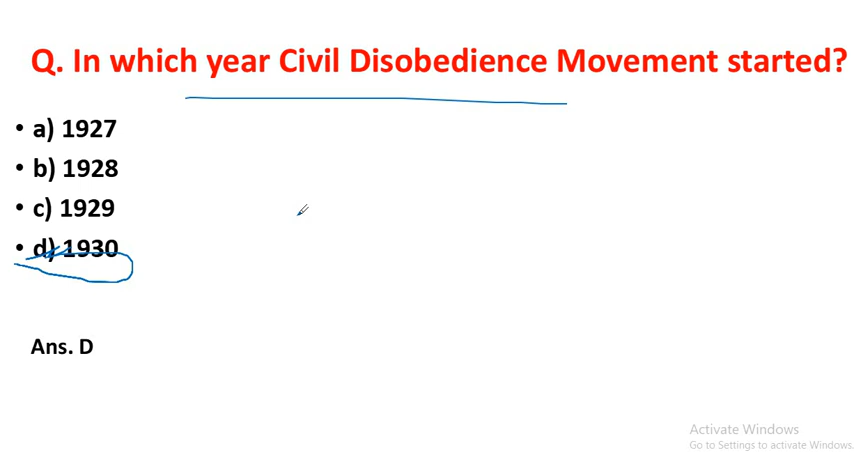 Q. In which year Civil Disobedience Movement started?
• a) 1927
• b) 1928
• c) 1929
• d) 1930
Ans. D
Activate Windows
Go to Settings to activate Windows.